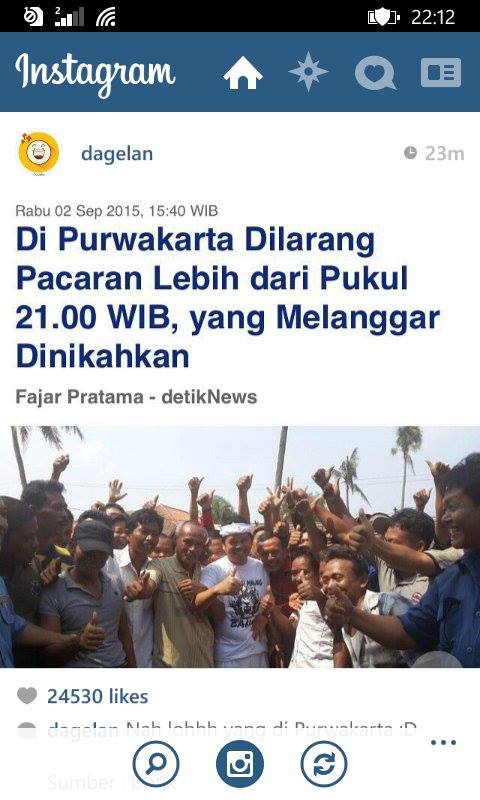 2
22:12
Instagram
dagelan
23m
Rabu 02 Sep 2015, 15:40 WIB
Di Purwakarta Dilarang
Pacaran Lebih dari Pukul
21.00 WIB, yang Melanggar
Dinikahkan
Fajar Pratama - detikNews
24530 likes
dagelan Nah lohhh yang di Purwakarta :D
Sumber :